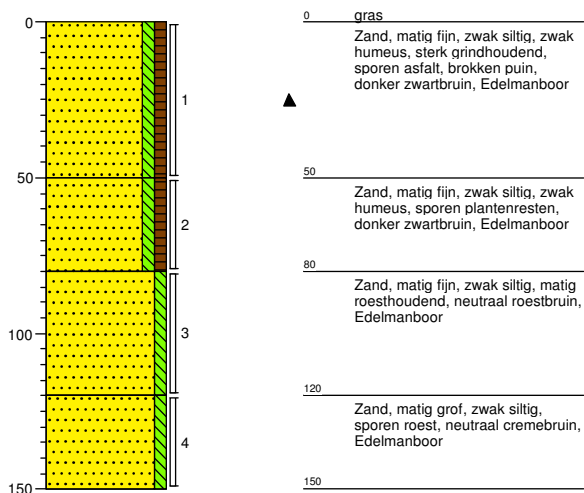 0
50
100
150
1
2
3
4
0 gras
Zand, matig fijn, zwak siltig, zwak
humeus, sterk grindhoudend,
sporen asfalt, brokken puin,
donker zwartbruin, Edelmanboor
50
Zand, matig fijn, zwak siltig, zwak
humeus, sporen plantenresten,
donker zwartbruin, Edelmanboor
80
Zand, matig fijn, zwak siltig, matig
roesthoudend, neutraal roestbruin,
Edelmanboor
120
Zand, matig grof, zwak siltig,
sporen roest, neutraal cremebruin,
Edelmanboor
150